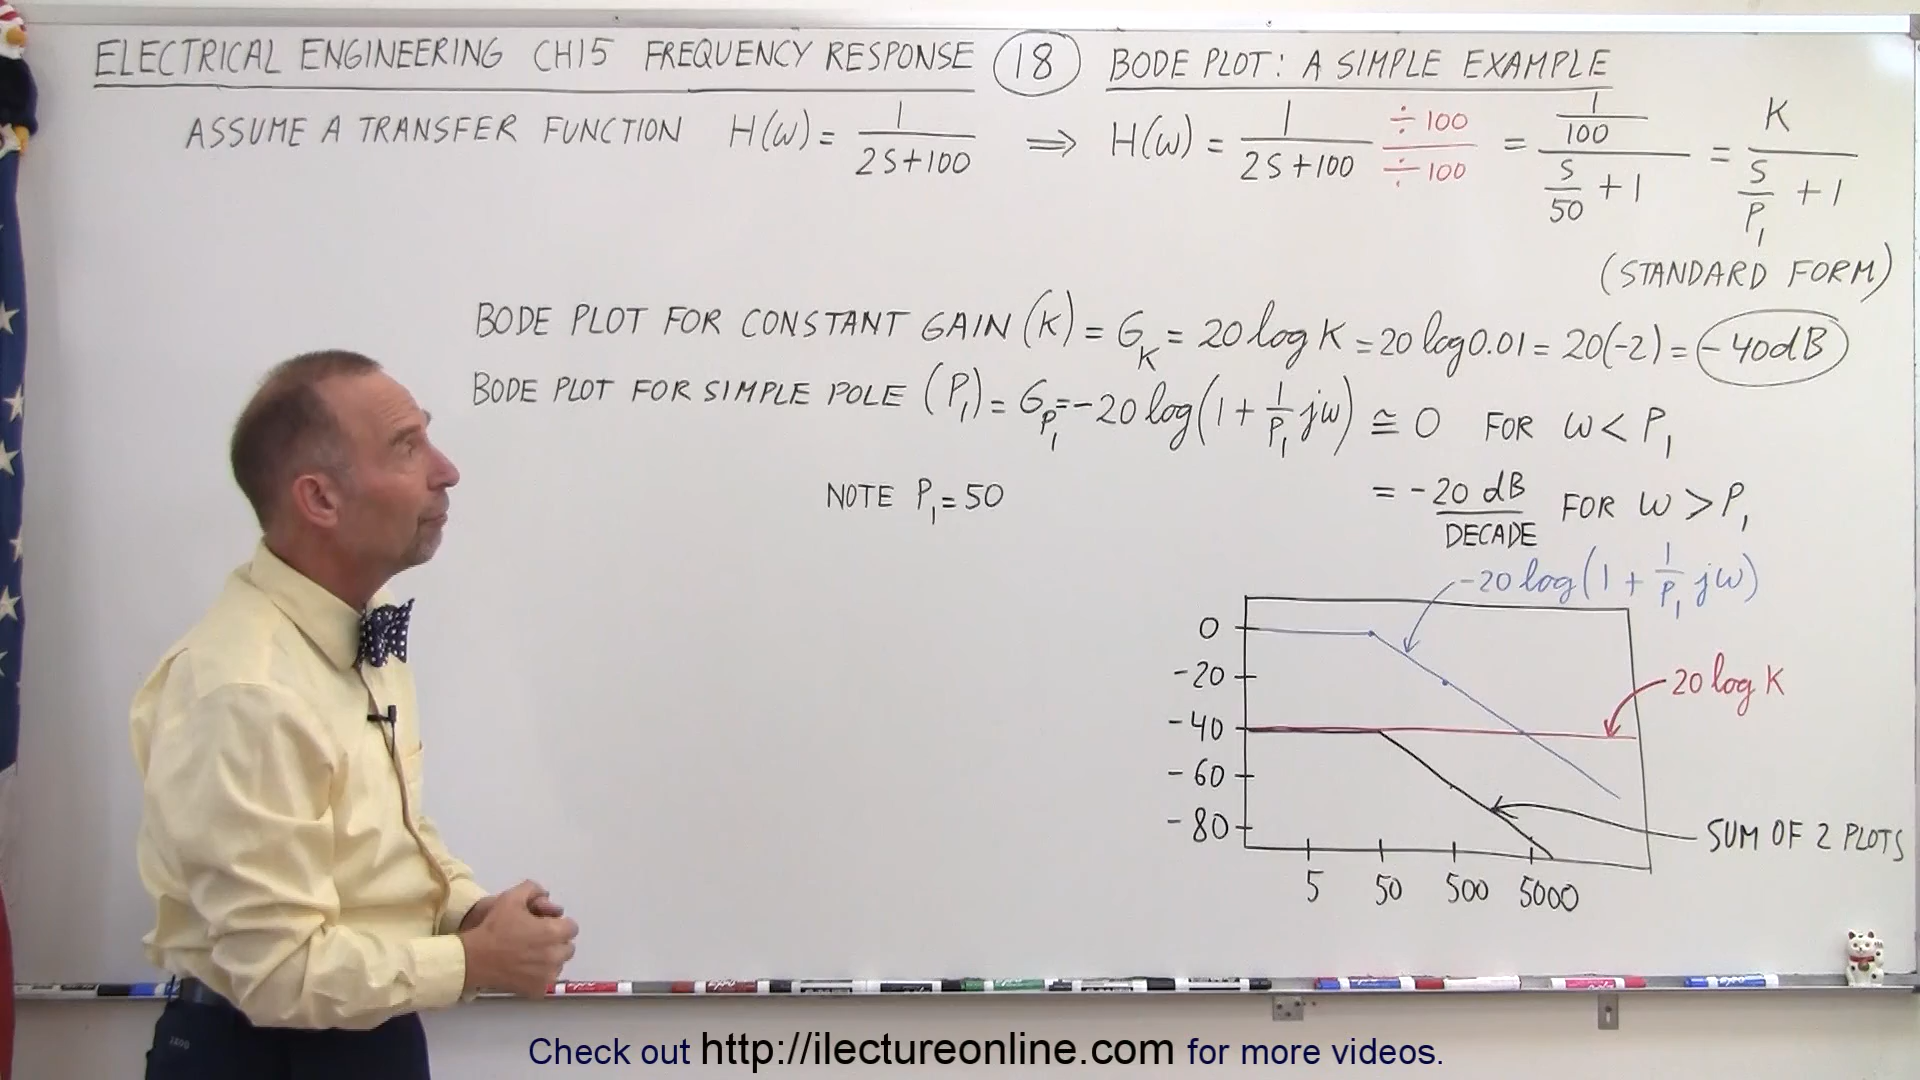 ELECTRICAL ENGINEERING CH15 FREQUENCY RESPONSE 18 BODE PLOT: A SIMPLE EXAMPLE
ASSUME A TRANSFER FUNCTION H(ω) = 1/(2S+100) ⇒ H(ω) = 1/(2S+100) ÷100/÷100 = (1/100)/(S/50 + 1) = K/(S/P₁ + 1)
(STANDARD FORM)
BODE PLOT FOR CONSTANT GAIN (K) = G_K = 20 log K = 20 log 0.01 = 20(-2) = -40dB
BODE PLOT FOR SIMPLE POLE (P₁) = G_P₁ = -20 log(1 + 1/P₁ jω) ≅ 0 FOR ω < P₁
NOTE P₁ = 50
= -20 dB/DECADE FOR ω > P₁
-20 log(1 + 1/P₁ jω)
0
-20
20 log K
-40
-60
-80
SUM OF 2 PLOTS
5 50 500 5000
Check out http://ilectureonline.com for more videos.